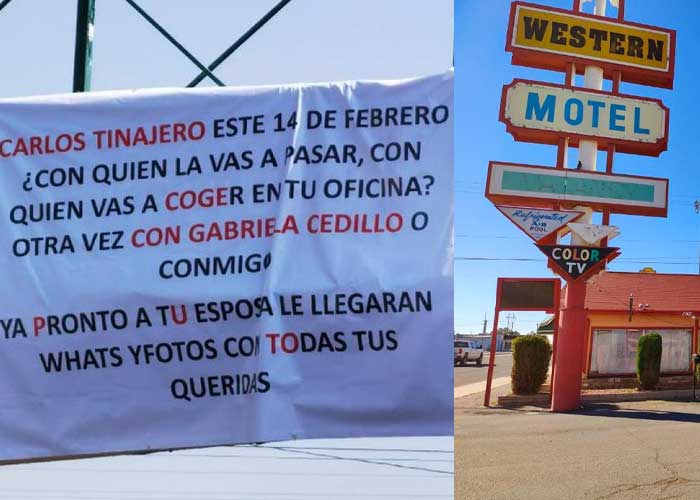 CARLOS TINAJERO ESTE 14 DE FEBRERO
¿CON QUIEN LA VAS A PASAR, CON
QUIEN VAS A COGER EN TU OFICINA?
OTRA VEZ CON GABRIELA CEDILLO O
CONMIGO
YA PRONTO A TU ESPOSA LE LLEGARAN
WHATS YFOTOS CON TODAS TUS
QUERIDAS
WESTERN
MOTEL
Refrigerated
AIR
POOL
COLOR
TV